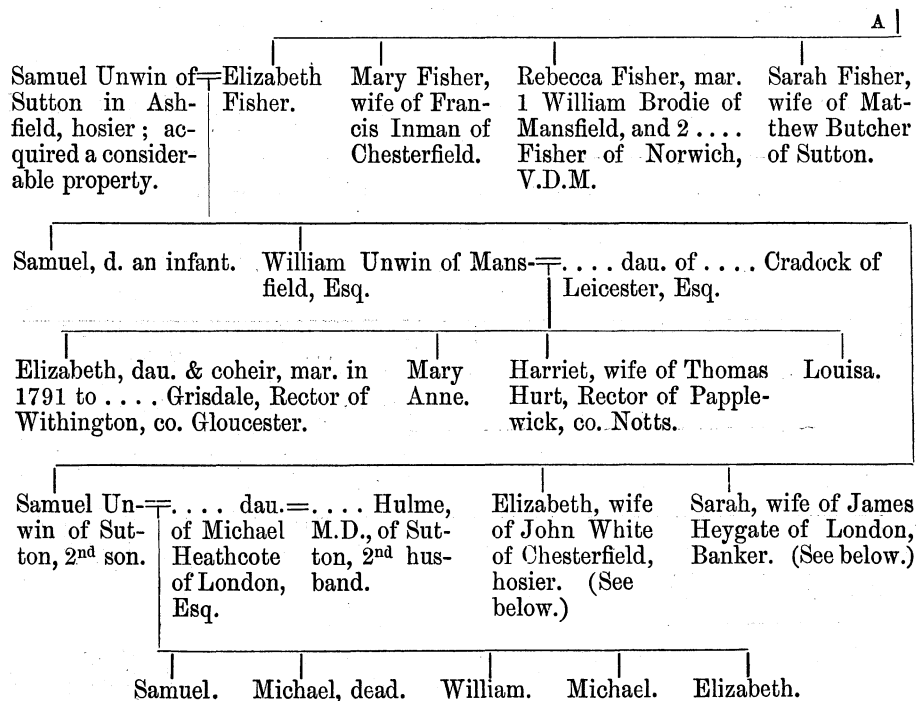 A
Samuel Unwin of
Sutton in Ash-
field, hosier ; ac-
quired a consider-
able property.
Elizabeth
Fisher.
Mary Fisher,
wife of Fran-
cis Inman of
Chesterfield.
Rebecca Fisher, mar.
1 William Brodie of
Mansfield, and 2 ....
Fisher of Norwich,
V.D.M.
Sarah Fisher,
wife of Mat-
thew Butcher
of Sutton.
Samuel, d. an infant.
William Unwin of Mans-
field, Esq.
.... dau. of .... Cradock of
Leicester, Esq.
Elizabeth, dau. & coheir, mar. in
1791 to .... Grisdale, Rector of
Withington, co. Gloucester.
Mary
Anne.
Harriet, wife of Thomas
Hurt, Rector of Papple-
wick, co. Notts.
Louisa.
Samuel Un-
win of Sut-
ton, 2nd son.
.... dau.
of Michael
Heathcote
of London,
Esq.
.... Hulme,
M.D., of Sut-
ton, 2nd hus-
band.
Elizabeth, wife
of John White
of Chesterfield,
hosier. (See
below.)
Sarah, wife of James
Heygate of London,
Banker. (See below.)
Samuel.
Michael, dead.
William.
Michael.
Elizabeth.